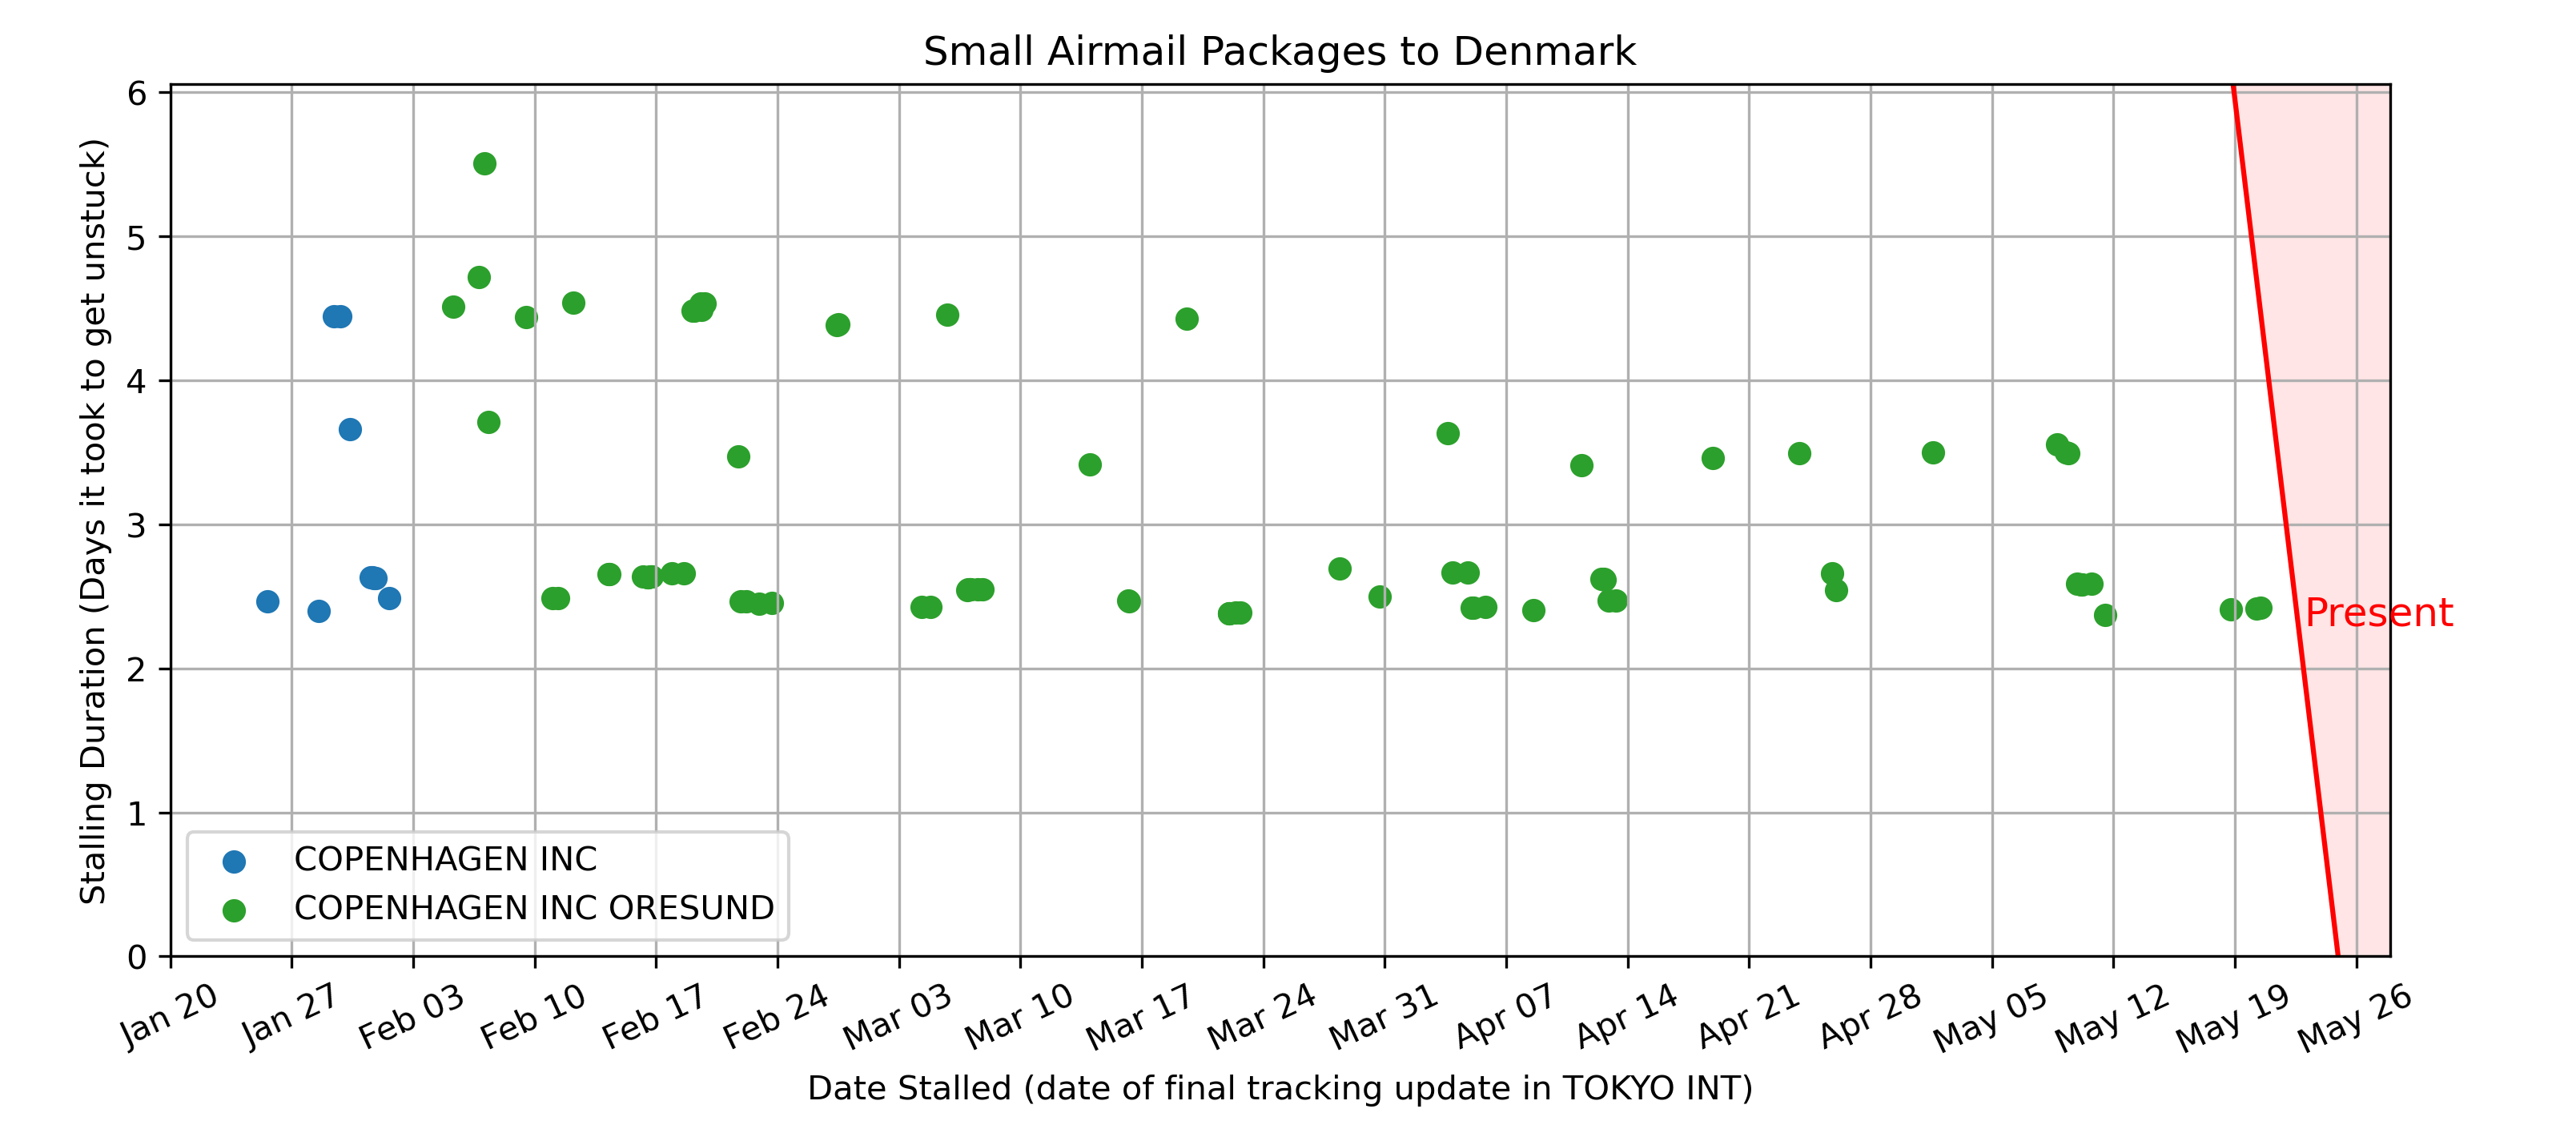 Small Airmail Packages to Denmark
Stalling Duration (Days it took to get unstuck)
6
5
4
3
2
1
0
Present
COPENHAGEN INC
COPENHAGEN INC ORESUND
Jan 20
Jan 27
Feb 03
Feb 10
Feb 17
Feb 24
Mar 03
Mar 10
Mar 17
Mar 24
Mar 31
Apr 07
Apr 14
Apr 21
Apr 28
May 05
May 12
May 19
May 26
Date Stalled (date of final tracking update in TOKYO INT)